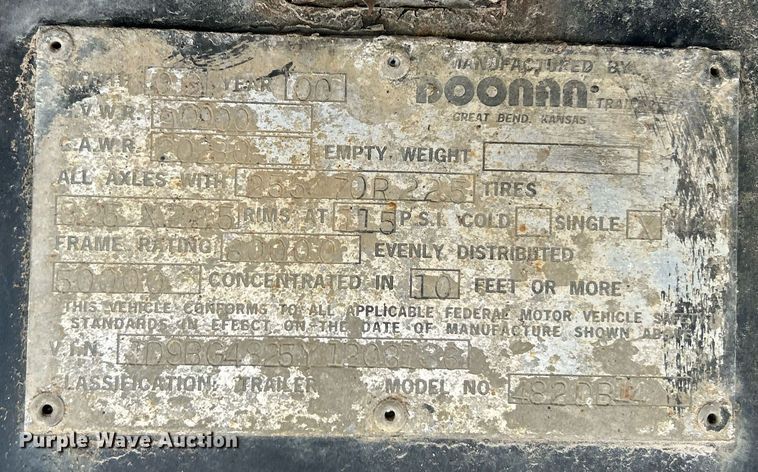 MANUFACTURED BY
DOONAN TRAILER
GREAT BEND, KANSAS
MONTH YEAR 00
G.V.W.R.
G.A.W.R. EMPTY WEIGHT
ALL AXLES WITH 255/70R 22.5 TIRES
RIMS AT 115 P.S.I. COLD SINGLE X
FRAME RATING 80000 EVENLY DISTRIBUTED
50000 CONCENTRATED IN 10 FEET OR MORE
THIS VEHICLE CONFORMS TO ALL APPLICABLE FEDERAL MOTOR VEHICLE
STANDARDS IN EFFECT ON THE DATE OF MANUFACTURE SHOWN
V.I.N.
CLASSIFICATION: TRAILER MODEL NO.
Purple Wave Auction